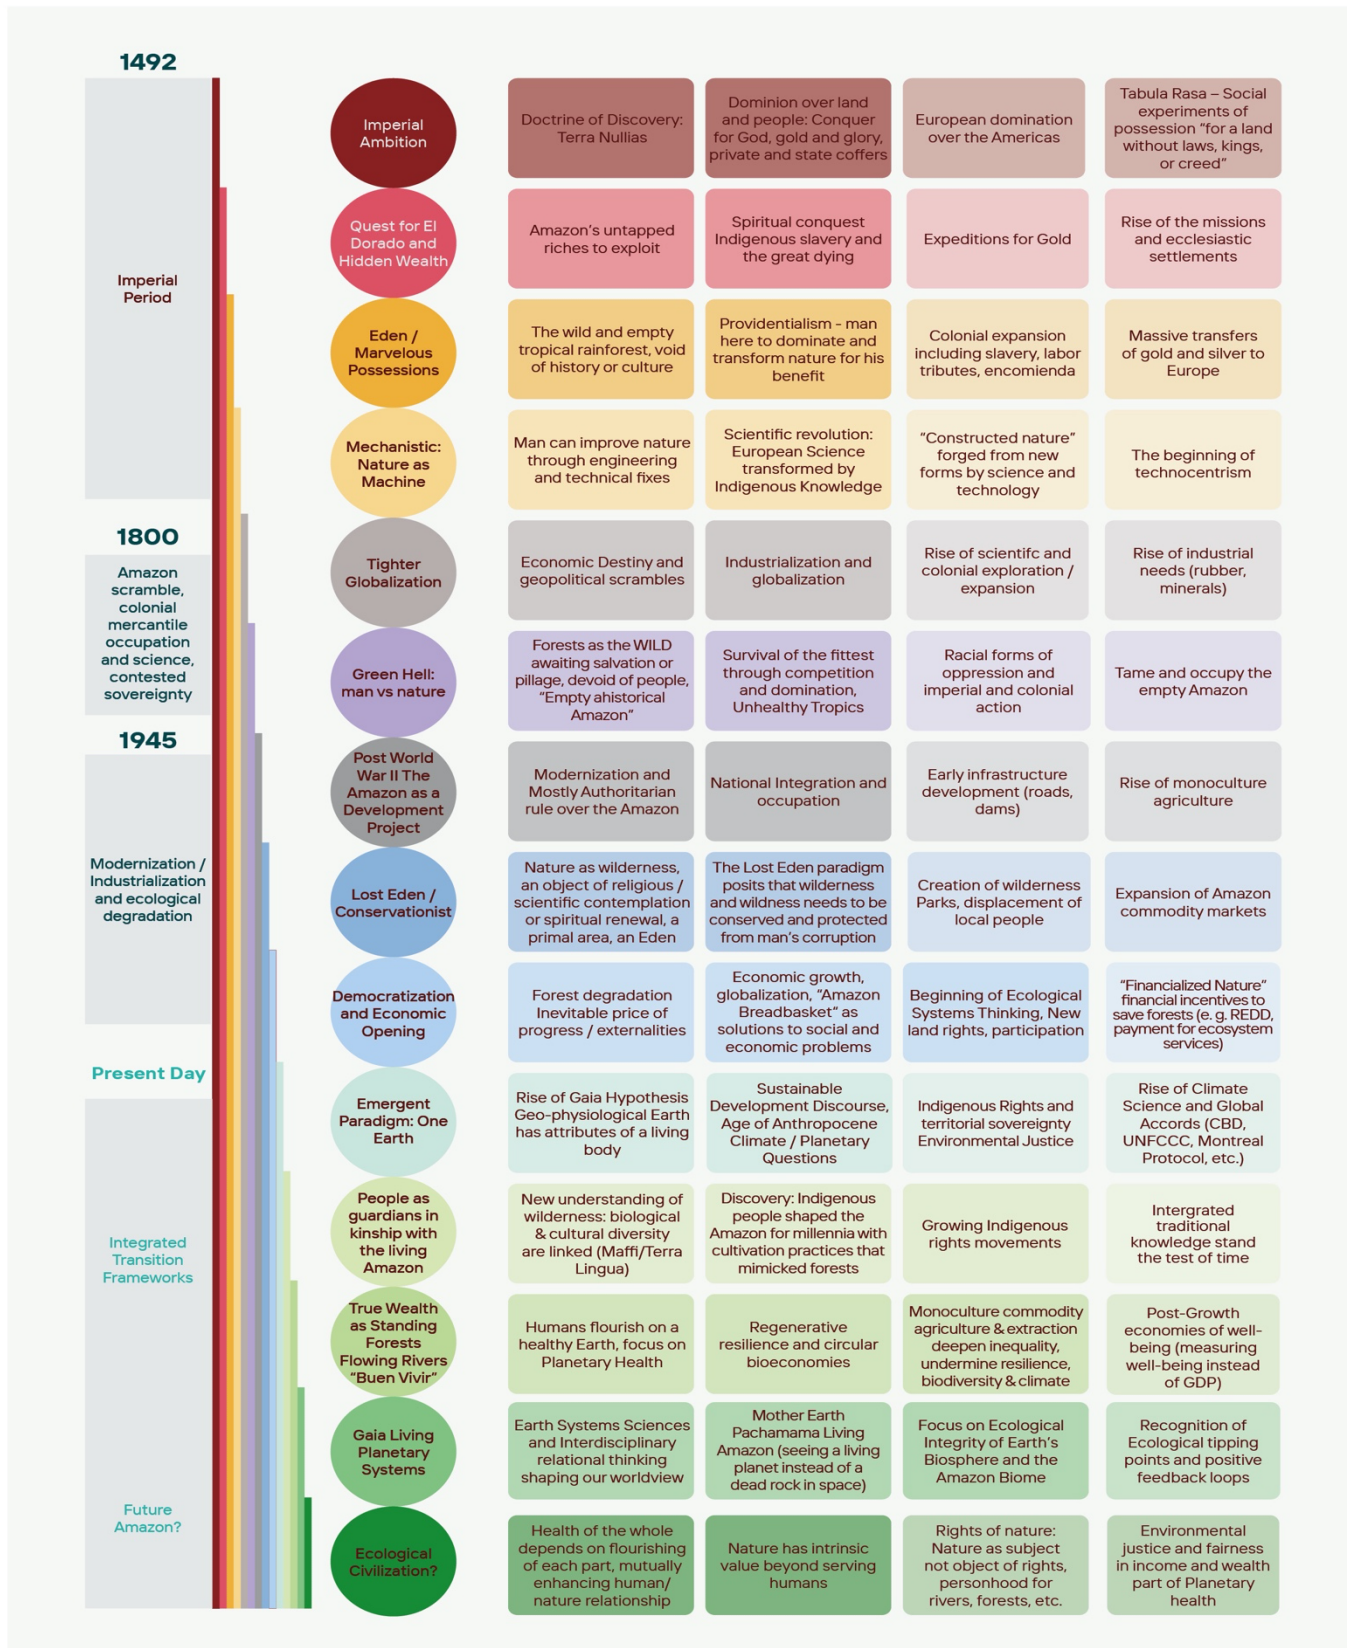 1492
Imperial
Period
1800
Amazon
scramble,
colonial
mercantile
occupation
and science,
contested
sovereignty
1945
Modernization /
Industrialization
and ecological
degradation
Present Day
Integrated
Transition
Frameworks
Future
Amazon?
Imperial
Ambition
Doctrine of Discovery:
Terra Nullias
Dominion over land
and people: Conquer
for God, gold and glory,
private and state coffers
European domination
over the Americas
Tabula Rasa – Social
experiments of
possession “for a land
without laws, kings,
or creed”
Quest for El
Dorado and
Hidden Wealth
Amazon’s untapped
riches to exploit
Spiritual conquest
Indigenous slavery and
the great dying
Expeditions for Gold
Rise of the missions
and ecclesiastic
settlements
Eden /
Marvelous
Possessions
The wild and empty
tropical rainforest, void
of history or culture
Providentialism - man
here to dominate and
transform nature for his
benefit
Colonial expansion
including slavery, labor
tributes, encomienda
Massive transfers
of gold and silver to
Europe
Mechanistic:
Nature as
Machine
Man can improve nature
through engineering
and technical fixes
Scientific revolution:
European Science
transformed by
Indigenous Knowledge
“Constructed nature”
forged from new
forms by science and
technology
The beginning of
technocentrism
Tighter
Globalization
Economic Destiny and
geopolitical scrambles
Industrialization and
globalization
Rise of scientifc and
colonial exploration /
expansion
Rise of industrial
needs (rubber,
minerals)
Green Hell:
man vs nature
Forests as the WILD
awaiting salvation or
pillage, devoid of people,
“Empty ahistorical
Amazon”
Survival of the fittest
through competition
and domination,
Unhealthy Tropics
Racial forms of
oppression and
imperial and colonial
action
Tame and occupy the
empty Amazon
Post World
War II The
Amazon as a
Development
Project
Modernization and
Mostly Authoritarian
rule over the Amazon
National Integration and
occupation
Early infrastructure
development (roads,
dams)
Rise of monoculture
agriculture
Lost Eden /
Conservationist
Nature as wilderness,
an object of religious /
scientific contemplation
or spiritual renewal, a
primal area, an Eden
The Lost Eden paradigm
posits that wilderness
and wildness needs to be
conserved and protected
from man’s corruption
Creation of wilderness
Parks, displacement of
local people
Expansion of Amazon
commodity markets
Democratization
and Economic
Opening
Forest degradation
Inevitable price of
progress / externalities
Economic growth,
globalization, “Amazon
Breadbasket” as
solutions to social and
economic problems
Beginning of Ecological
Systems Thinking, New
land rights, participation
“Financialized Nature”
financial incentives to
save forests (e. g. REDD,
payment for ecosystem
services)
Emergent
Paradigm: One
Earth
Rise of Gaia Hypothesis
Geo-physiological Earth
has attributes of a living
body
Sustainable
Development Discourse,
Age of Anthropocene
Climate / Planetary
Questions
Indigenous Rights and
territorial sovereignty
Environmental Justice
Rise of Climate
Science and Global
Accords (CBD,
UNFCCC, Montreal
Protocol, etc.)
People as
guardians in
kinship with
the living
Amazon
New understanding of
wilderness: biological
& cultural diversity
are linked (Maffi/Terra
Lingua)
Discovery: Indigenous
people shaped the
Amazon for millennia with
cultivation practices that
mimicked forests
Growing Indigenous
rights movements
Intergrated
traditional
knowledge stand
the test of time
True Wealth
as Standing
Forests
Flowing Rivers
“Buen Vivir”
Humans flourish on a
healthy Earth, focus on
Planetary Health
Regenerative
resilience and circular
bioeconomies
Monoculture commodity
agriculture & extraction
deepen inequality,
undermine resilience,
biodiversity & climate
Post-Growth
economies of well-
being (measuring
well-being instead
of GDP)
Gaia Living
Planetary
Systems
Earth Systems Sciences
and Interdisciplinary
relational thinking
shaping our worldview
Mother Earth
Pachamama Living
Amazon (seeing a living
planet instead of a
dead rock in space)
Focus on Ecological
Integrity of Earth’s
Biosphere and the
Amazon Biome
Recognition of
Ecological tipping
points and positive
feedback loops
Ecological
Civilization?
Health of the whole
depends on flourishing
of each part, mutually
enhancing human/
nature relationship
Nature has intrinsic
value beyond serving
humans
Rights of nature:
Nature as subject
not object of rights,
personhood for
rivers, forests, etc.
Environmental
justice and fairness
in income and wealth
part of Planetary
health